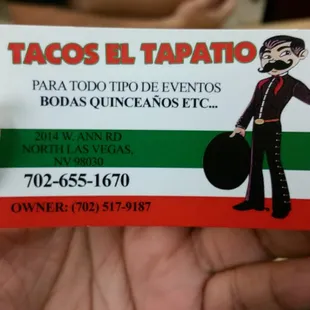 TACOS EL TAPATIO
PARA TODO TIPO DE EVENTOS
BODAS QUINCEAÑOS ETC...
2014 W. ANN RD
NORTH LAS VEGAS,
NV 98030
702-655-1670
OWNER: (702) 517-9187